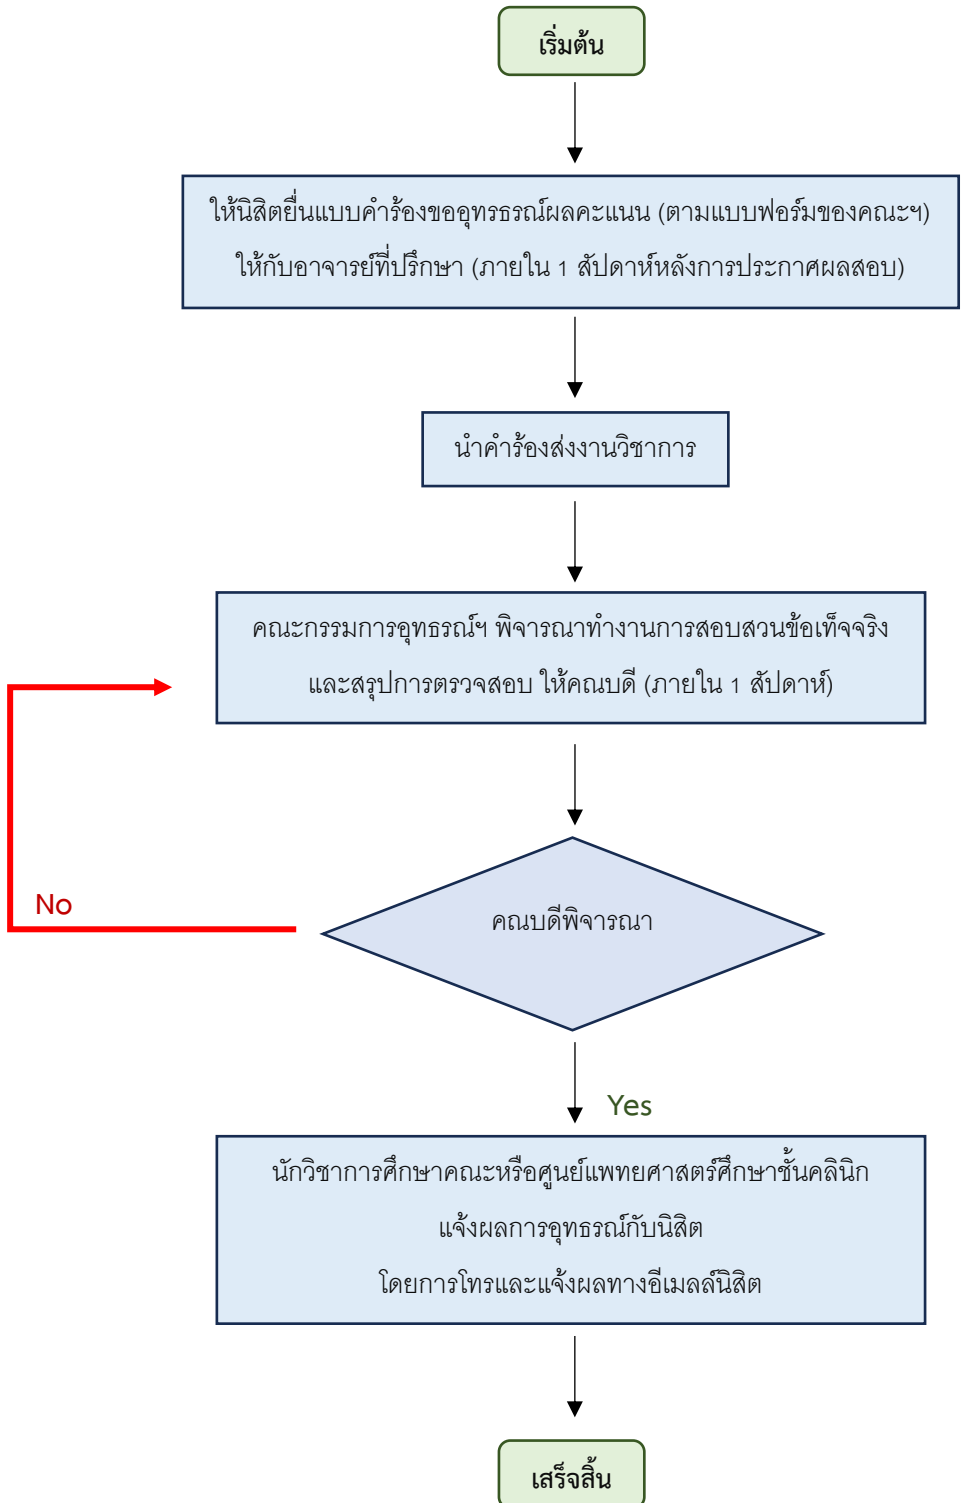 เริ่มต้น
ให้นิสิตยื่นแบบคำร้องขออุทธรณ์ผลคะแนน (ตามแบบฟอร์มของคณะฯ)
ให้กับอาจารย์ที่ปรึกษา (ภายใน 1 สัปดาห์หลังการประกาศผลสอบ)
นำคำร้องส่งงานวิชาการ
คณะกรรมการอุทธรณ์ฯ พิจารณาทำงานการสอบสวนข้อเท็จจริง
และสรุปการตรวจสอบ ให้คณบดี (ภายใน 1 สัปดาห์)
No
คณบดีพิจารณา
Yes
นักวิชาการศึกษาคณะหรือศูนย์แพทยศาสตร์ศึกษาชั้นคลินิก
แจ้งผลการอุทธรณ์กับนิสิต
โดยการโทรและแจ้งผลทางอีเมลล์นิสิต
เสร็จสิ้น